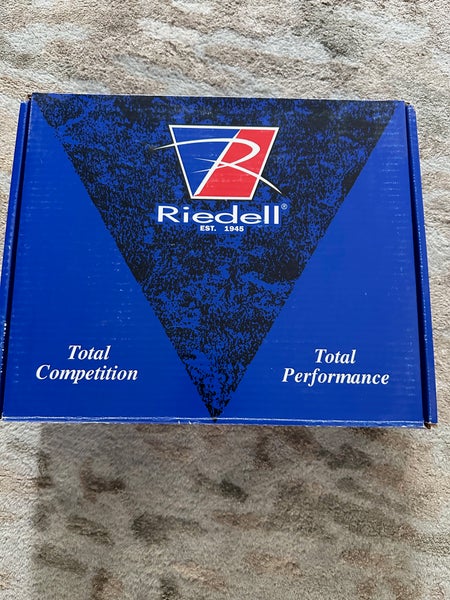 R
Riedell®
EST. 1945
Total
Competition
Total
Performance